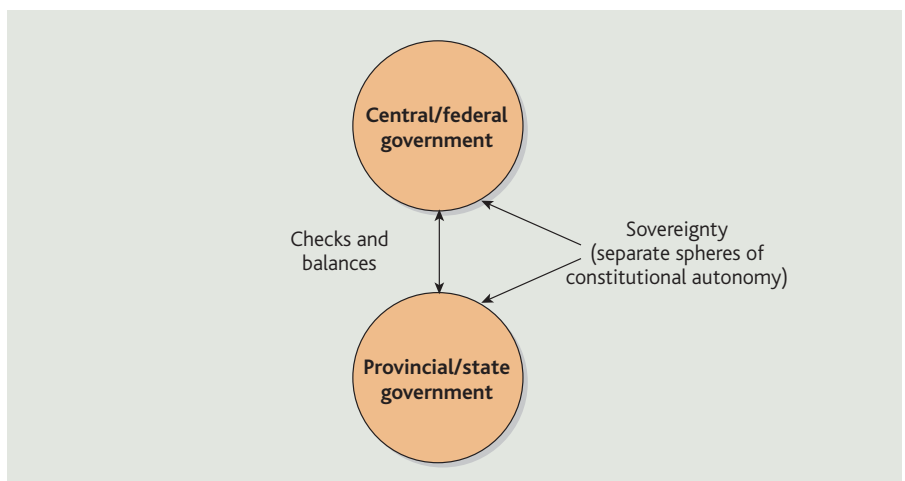 Central/federal
government
Checks and
balances
Sovereignty
(separate spheres of
constitutional autonomy)
Provincial/state
government